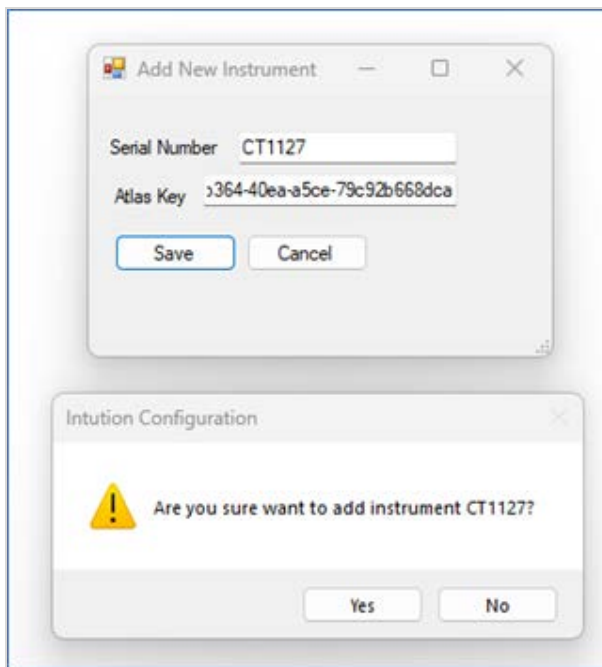 Add New Instrument
Serial Number CT1127
Atlas Key b364-40ea-a5ce-79c92b668dca
Save Cancel
Intution Configuration
Are you sure want to add instrument CT1127?
Yes No